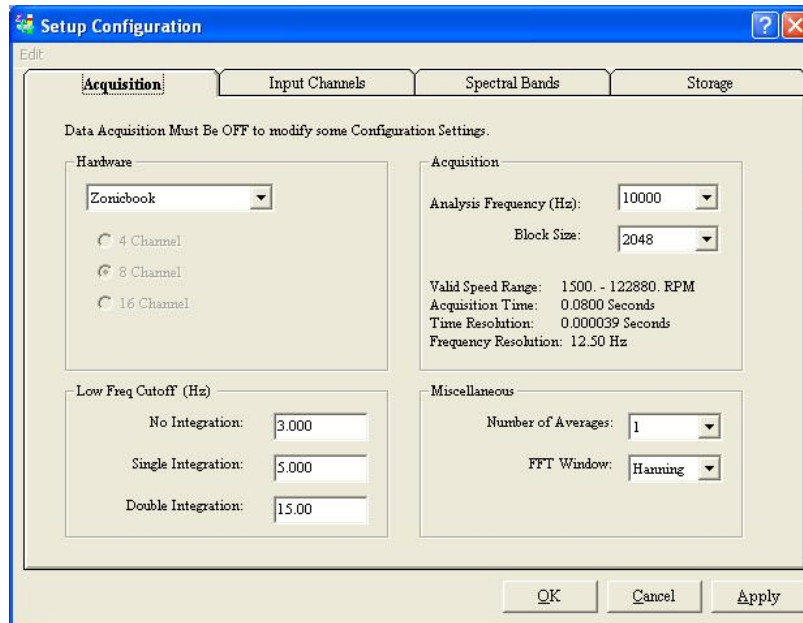 Setup Configuration
Edit
Acquisition
Input Channels
Spectral Bands
Storage
Data Acquisition Must Be OFF to modify some Configuration Settings.
Hardware
Zonicbook
4 Channel
8 Channel
16 Channel
Acquisition
Analysis Frequency (Hz): 10000
Block Size: 2048
Valid Speed Range: 1500. - 122880. RPM
Acquisition Time: 0.0800 Seconds
Time Resolution: 0.000039 Seconds
Frequency Resolution: 12.50 Hz
Low Freq Cutoff (Hz)
No Integration: 3.000
Single Integration: 5.000
Double Integration: 15.00
Miscellaneous
Number of Averages: 1
FFT Window: Hanning
OK
Cancel
Apply